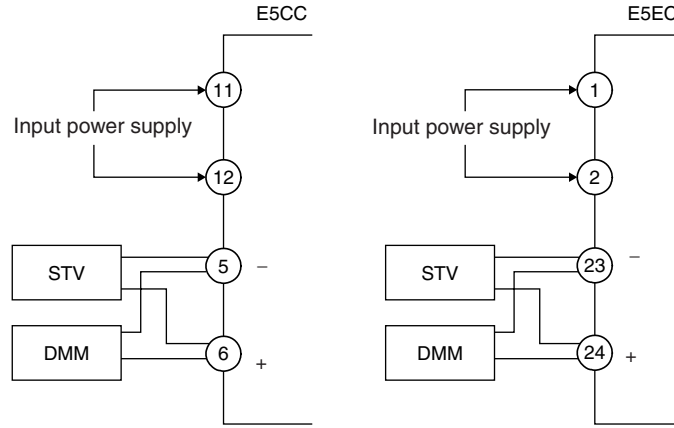 E5CC
11
Input power supply
12
STV
5
−
DMM
6
+
E5EC
1
Input power supply
2
STV
23
−
DMM
24
+